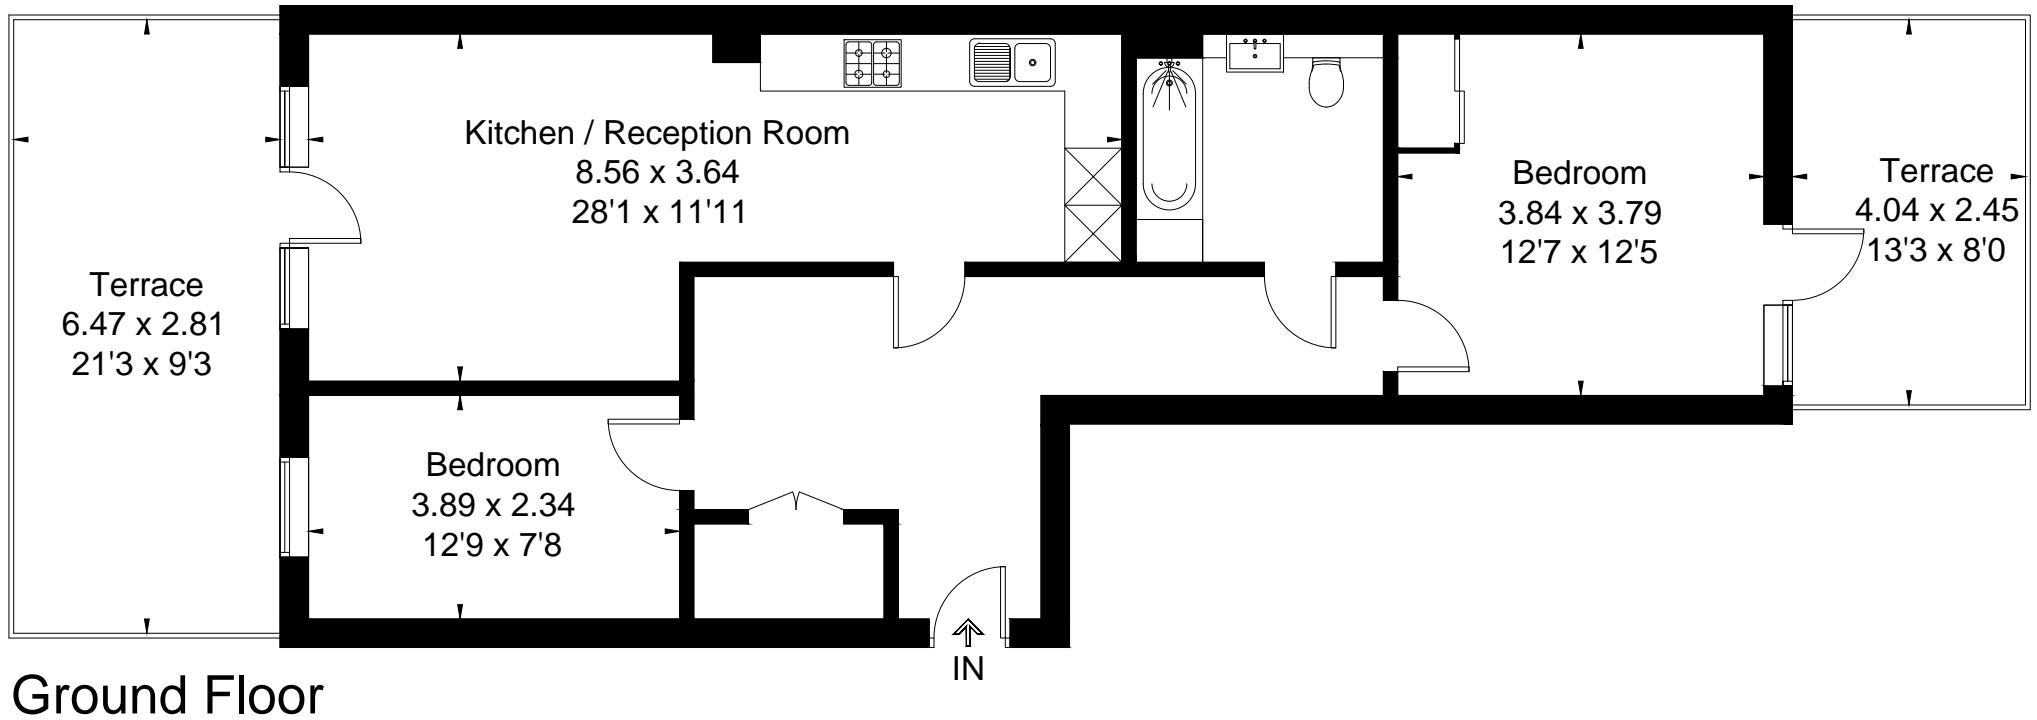 Kitchen / Reception Room
8.56 x 3.64
28'1 x 11'11
Bedroom
3.84 x 3.79
12'7 x 12'5
Terrace
4.04 x 2.45
13'3 x 8'0
Terrace
6.47 x 2.81
21'3 x 9'3
Bedroom
3.89 x 2.34
12'9 x 7'8
IN
Ground Floor